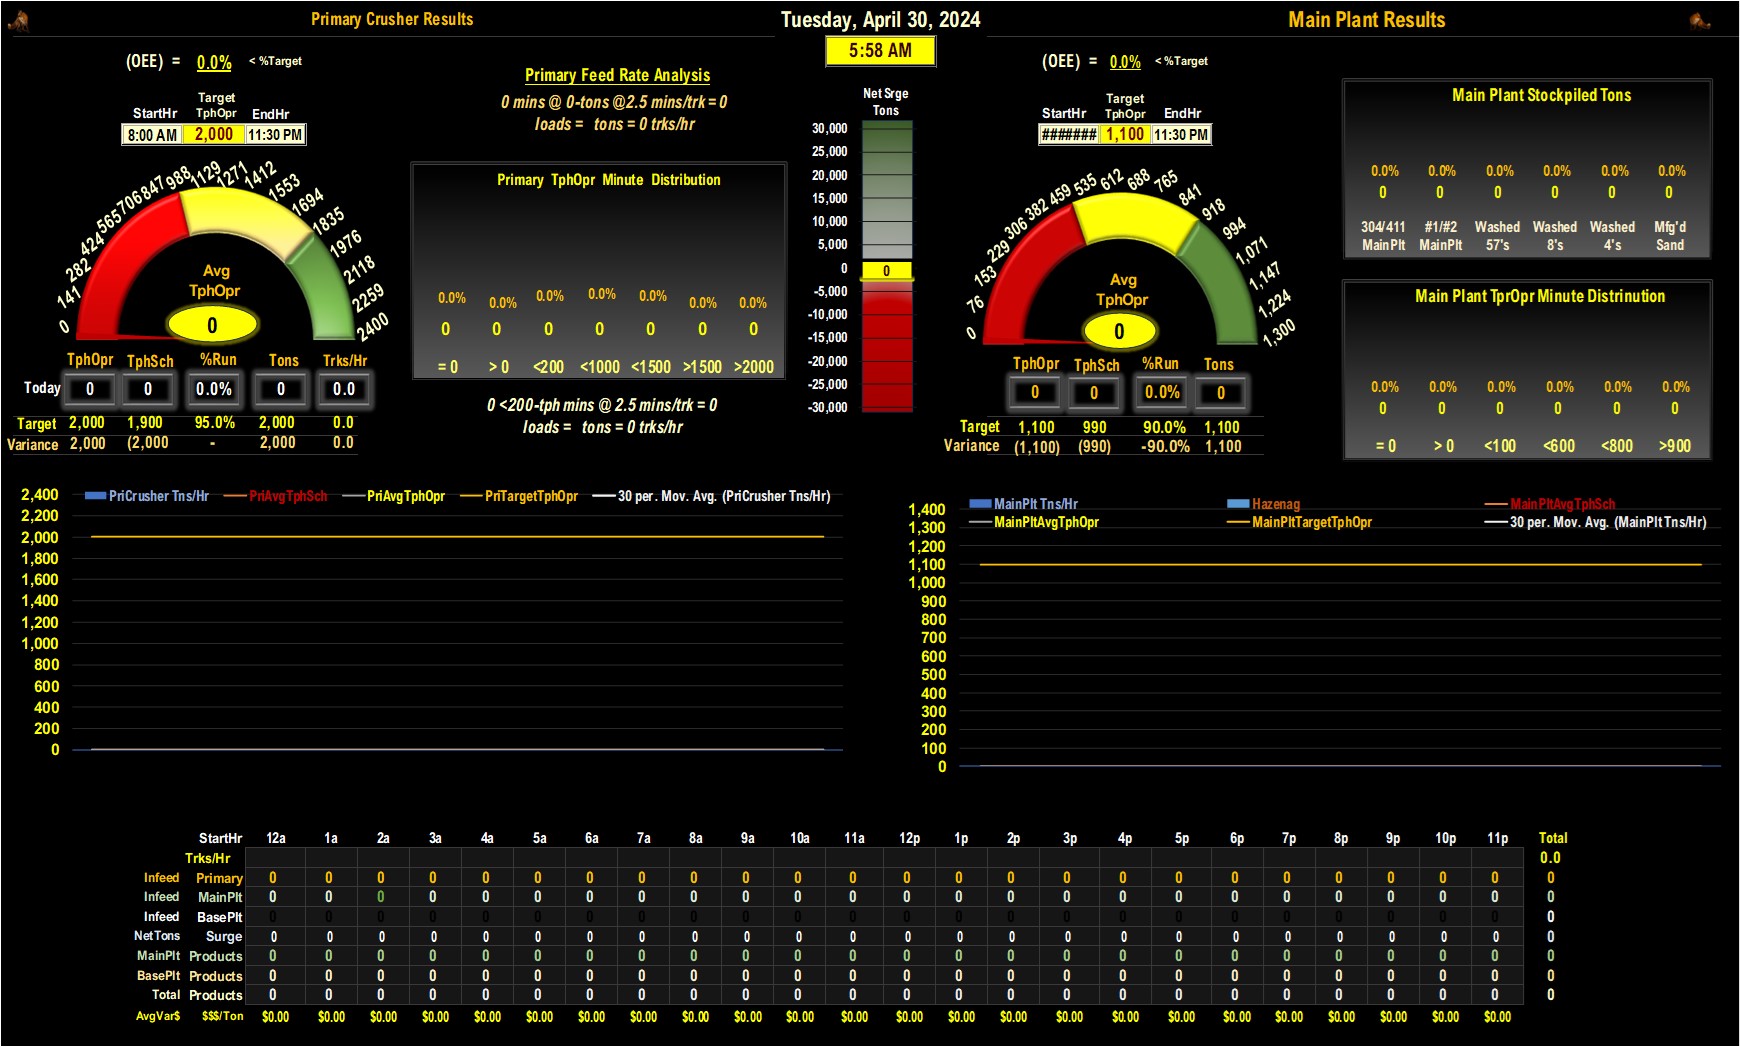 Primary Crusher Results
Tuesday, April 30, 2024
Main Plant Results
5:58 AM
(OEE) = 0.0% < %Target
Primary Feed Rate Analysis
0 mins @ 0-tons @2.5 mins/trk = 0
loads = tons = 0 trks/hr
Target
StartHr TphOpr EndHr
8:00 AM 2,000 11:30 PM
0 141 282 424 565 706 847 988 1129 1271 1412 1553 1694 1835 1976 2118 2259 2400
Avg
TphOpr
0
TphOpr TphSch %Run Tons Trks/Hr
Today 0 0 0.0% 0 0.0
Target 2,000 1,900 95.0% 2,000 0.0
Variance 2,000 (2,000 - 2,000 0.0
Primary TphOpr Minute Distribution
0.0% 0.0% 0.0% 0.0% 0.0% 0.0% 0.0%
0 0 0 0 0 0 0
= 0 > 0 <200 <1000 <1500 >1500 >2000
0 <200-tph mins @ 2.5 mins/trk = 0
loads = tons = 0 trks/hr
Net Srge
Tons
30,000
25,000
20,000
15,000
10,000
5,000
0 0
-5,000
-10,000
-15,000
-20,000
-25,000
-30,000
(OEE) = 0.0% < %Target
Target
StartHr TphOpr EndHr
####### 1,100 11:30 PM
0 76 153 229 306 382 459 535 612 688 765 841 918 994 1,071 1,147 1,224 1,300
Avg
TphOpr
0
TphOpr TphSch %Run Tons
0 0 0.0% 0
Target 1,100 990 90.0% 1,100
Variance (1,100) (990) -90.0% 1,100
Main Plant Stockpiled Tons
0.0% 0.0% 0.0% 0.0% 0.0% 0.0%
0 0 0 0 0 0
304/411 #1/#2 Washed Washed Washed Mfg'd
MainPlt MainPlt 57's 8's 4's Sand
Main Plant TprOpr Minute Distrinution
0.0% 0.0% 0.0% 0.0% 0.0% 0.0%
0 0 0 0 0 0
= 0 > 0 <100 <600 <800 >900
PriCrusher Tns/Hr PriAvgTphSch PriAvgTphOpr PriTargetTphOpr 30 per. Mov. Avg. (PriCrusher Tns/Hr)
2,400
2,200
2,000
1,800
1,600
1,400
1,200
1,000
800
600
400
200
0
MainPlt Tns/Hr Hazenag MainPltAvgTphSch
MainPltAvgTphOpr MainPltTargetTphOpr 30 per. Mov. Avg. (MainPlt Tns/Hr)
1,400
1,300
1,200
1,100
1,000
900
800
700
600
500
400
300
200
100
0
StartHr 12a 1a 2a 3a 4a 5a 6a 7a 8a 9a 10a 11a 12p 1p 2p 3p 4p 5p 6p 7p 8p 9p 10p 11p Total
Trks/Hr 0.0
Infeed Primary 0 0 0 0 0 0 0 0 0 0 0 0 0 0 0 0 0 0 0 0 0 0 0 0 0
Infeed MainPlt 0 0 0 0 0 0 0 0 0 0 0 0 0 0 0 0 0 0 0 0 0 0 0 0 0
Infeed BasePlt 0 0 0 0 0 0 0 0 0 0 0 0 0 0 0 0 0 0 0 0 0 0 0 0 0
NetTons Surge 0 0 0 0 0 0 0 0 0 0 0 0 0 0 0 0 0 0 0 0 0 0 0 0 0
MainPlt Products 0 0 0 0 0 0 0 0 0 0 0 0 0 0 0 0 0 0 0 0 0 0 0 0 0
BasePlt Products 0 0 0 0 0 0 0 0 0 0 0 0 0 0 0 0 0 0 0 0 0 0 0 0 0
Total Products 0 0 0 0 0 0 0 0 0 0 0 0 0 0 0 0 0 0 0 0 0 0 0 0 0
AvgVar$ $$$/Ton $0.00 $0.00 $0.00 $0.00 $0.00 $0.00 $0.00 $0.00 $0.00 $0.00 $0.00 $0.00 $0.00 $0.00 $0.00 $0.00 $0.00 $0.00 $0.00 $0.00 $0.00 $0.00 $0.00 $0.00